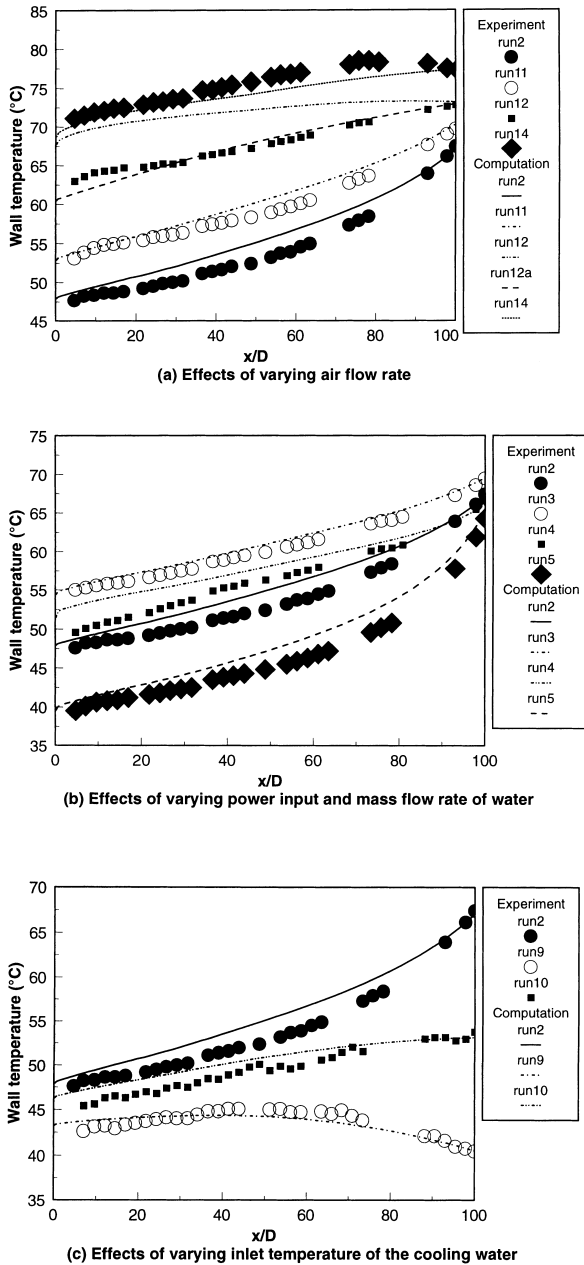 85
80
75
70
65
60
55
50
45
Wall temperature (°C)
0
20
40
60
80
100
x/D
Experiment
run2
run11
run12
run14
Computation
run2
run11
run12
run12a
run14
(a) Effects of varying air flow rate
75
70
65
60
55
50
45
40
35
Wall temperature (°C)
0
20
40
60
80
100
x/D
Experiment
run2
run3
run4
run5
Computation
run2
run3
run4
run5
(b) Effects of varying power input and mass flow rate of water
70
65
60
55
50
45
40
35
Wall temperature (°C)
0
20
40
60
80
100
x/D
Experiment
run2
run9
run10
Computation
run2
run9
run10
(c) Effects of varying inlet temperature of the cooling water